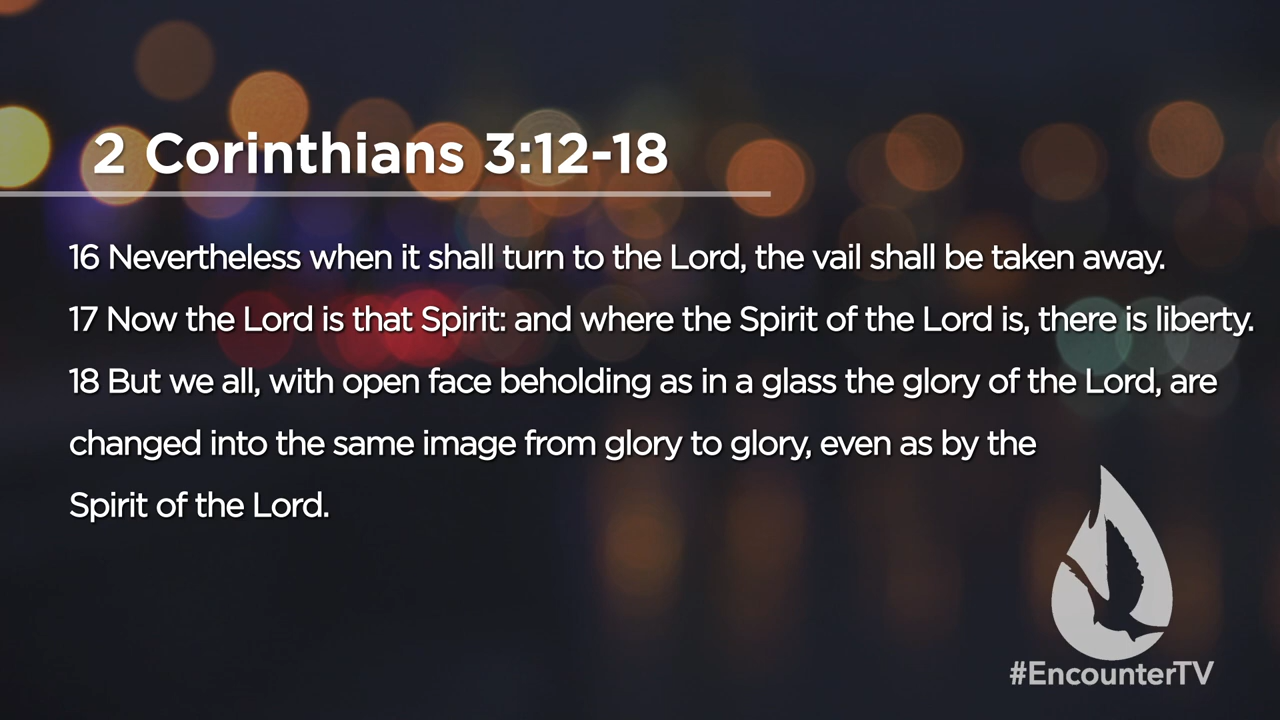 2 Corinthians 3:12-18
16 Nevertheless when it shall turn to the Lord, the vail shall be taken away.
17 Now the Lord is that Spirit: and where the Spirit of the Lord is, there is liberty.
18 But we all, with open face beholding as in a glass the glory of the Lord, are
changed into the same image from glory to glory, even as by the
Spirit of the Lord.
#EncounterTV